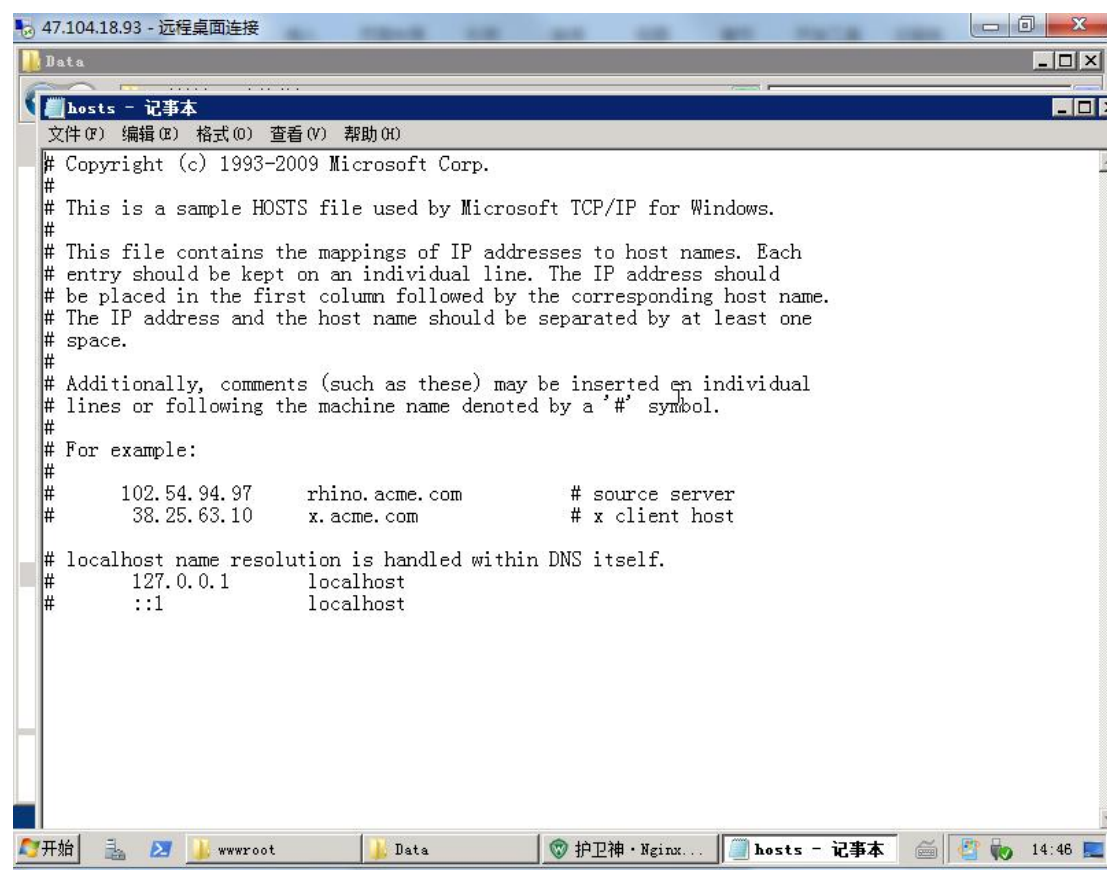 47.104.18.93 - 远程桌面连接
Data
hosts - 记事本
文件(F) 编辑(E) 格式(O) 查看(V) 帮助(H)
# Copyright (c) 1993-2009 Microsoft Corp.
#
# This is a sample HOSTS file used by Microsoft TCP/IP for Windows.
#
# This file contains the mappings of IP addresses to host names. Each
# entry should be kept on an individual line. The IP address should
# be placed in the first column followed by the corresponding host name.
# The IP address and the host name should be separated by at least one
# space.
#
# Additionally, comments (such as these) may be inserted on individual
# lines or following the machine name denoted by a '#' symbol.
#
# For example:
#
#      102.54.94.97     rhino.acme.com          # source server
#       38.25.63.10     x.acme.com              # x client host
# localhost name resolution is handled within DNS itself.
#       127.0.0.1       localhost
#       ::1             localhost
开始 wwwroot Data 护卫神·Nginx... hosts - 记事本 14:46